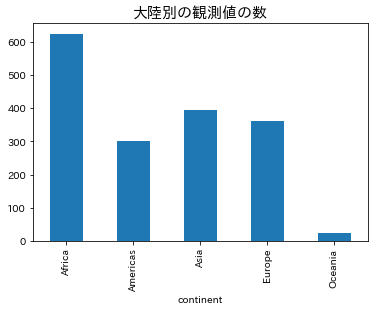 大陸別の観測値の数
600
500
400
300
200
100
0
Africa
Americas
Asia
Europe
Oceania
continent